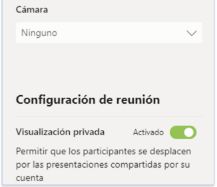 Cámara
Ninguno
Configuración de reunión
Visualización privada Activado
Permitir que los participantes se desplacen
por las presentaciones compartidas por su
cuenta